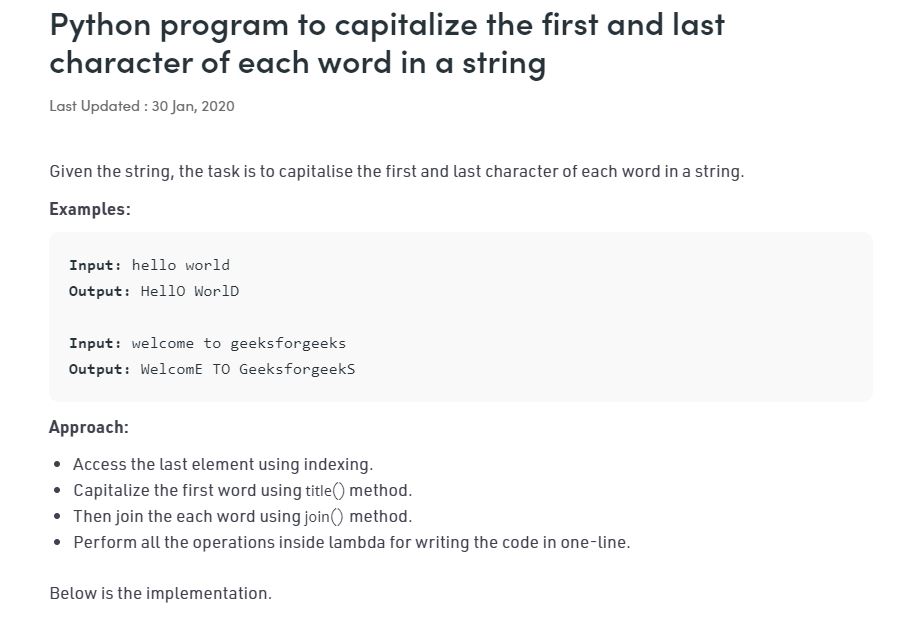 Python program to capitalize the first and last
character of each word in a string
Last Updated : 30 Jan, 2020
Given the string, the task is to capitalise the first and last character of each word in a string.
Examples:
Input: hello world
Output: HellO WorlD
Input: welcome to geeksforgeeks
Output: WelcomE TO GeeksforgeekS
Approach:
• Access the last element using indexing.
• Capitalize the first word using title() method.
• Then join the each word using join() method.
• Perform all the operations inside lambda for writing the code in one-line.
Below is the implementation.